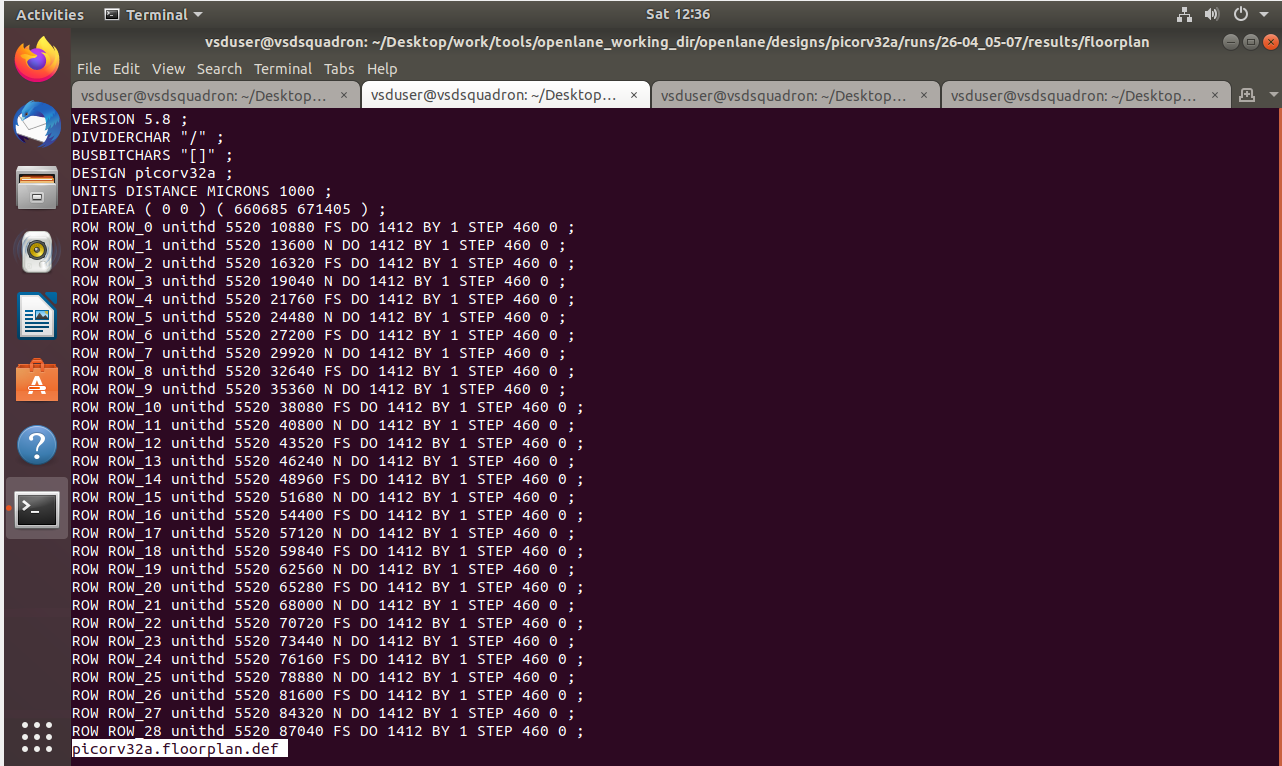 Activities Terminal Sat 12:36
vsduser@vsdsquadron: ~/Desktop/work/tools/openlane_working_dir/openlane/designs/picorv32a/runs/26-04_05-07/results/floorplan
File Edit View Search Terminal Tabs Help
vsduser@vsdsquadron: ~/Desktop... × vsduser@vsdsquadron: ~/Desktop... × vsduser@vsdsquadron: ~/Desktop... × vsduser@vsdsquadron: ~/Desktop... ×
VERSION 5.8 ;
DIVIDERCHAR "/" ;
BUSBITCHARS "[]" ;
DESIGN picorv32a ;
UNITS DISTANCE MICRONS 1000 ;
DIEAREA ( 0 0 ) ( 660685 671405 ) ;
ROW ROW_0 unithd 5520 10880 FS DO 1412 BY 1 STEP 460 0 ;
ROW ROW_1 unithd 5520 13600 N DO 1412 BY 1 STEP 460 0 ;
ROW ROW_2 unithd 5520 16320 FS DO 1412 BY 1 STEP 460 0 ;
ROW ROW_3 unithd 5520 19040 N DO 1412 BY 1 STEP 460 0 ;
ROW ROW_4 unithd 5520 21760 FS DO 1412 BY 1 STEP 460 0 ;
ROW ROW_5 unithd 5520 24480 N DO 1412 BY 1 STEP 460 0 ;
ROW ROW_6 unithd 5520 27200 FS DO 1412 BY 1 STEP 460 0 ;
ROW ROW_7 unithd 5520 29920 N DO 1412 BY 1 STEP 460 0 ;
ROW ROW_8 unithd 5520 32640 FS DO 1412 BY 1 STEP 460 0 ;
ROW ROW_9 unithd 5520 35360 N DO 1412 BY 1 STEP 460 0 ;
ROW ROW_10 unithd 5520 38080 FS DO 1412 BY 1 STEP 460 0 ;
ROW ROW_11 unithd 5520 40800 N DO 1412 BY 1 STEP 460 0 ;
ROW ROW_12 unithd 5520 43520 FS DO 1412 BY 1 STEP 460 0 ;
ROW ROW_13 unithd 5520 46240 N DO 1412 BY 1 STEP 460 0 ;
ROW ROW_14 unithd 5520 48960 FS DO 1412 BY 1 STEP 460 0 ;
ROW ROW_15 unithd 5520 51680 N DO 1412 BY 1 STEP 460 0 ;
ROW ROW_16 unithd 5520 54400 FS DO 1412 BY 1 STEP 460 0 ;
ROW ROW_17 unithd 5520 57120 N DO 1412 BY 1 STEP 460 0 ;
ROW ROW_18 unithd 5520 59840 FS DO 1412 BY 1 STEP 460 0 ;
ROW ROW_19 unithd 5520 62560 N DO 1412 BY 1 STEP 460 0 ;
ROW ROW_20 unithd 5520 65280 FS DO 1412 BY 1 STEP 460 0 ;
ROW ROW_21 unithd 5520 68000 N DO 1412 BY 1 STEP 460 0 ;
ROW ROW_22 unithd 5520 70720 FS DO 1412 BY 1 STEP 460 0 ;
ROW ROW_23 unithd 5520 73440 N DO 1412 BY 1 STEP 460 0 ;
ROW ROW_24 unithd 5520 76160 FS DO 1412 BY 1 STEP 460 0 ;
ROW ROW_25 unithd 5520 78880 N DO 1412 BY 1 STEP 460 0 ;
ROW ROW_26 unithd 5520 81600 FS DO 1412 BY 1 STEP 460 0 ;
ROW ROW_27 unithd 5520 84320 N DO 1412 BY 1 STEP 460 0 ;
ROW ROW_28 unithd 5520 87040 FS DO 1412 BY 1 STEP 460 0 ;
picorv32a.floorplan.def